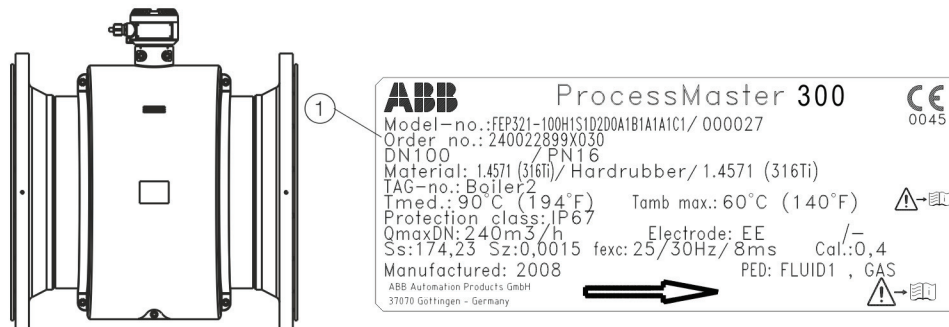 1
ABB ProcessMaster 300 CE
0045
Model-no.:FEP321-100H1S1D2D0A1B1A1A1C1/ 000027
Order no.: 240022899X030
DN100 / PN16
Material: 1.4571 (316Ti)/ Hardrubber/ 1.4571 (316Ti)
TAG-no.: Boiler2
Tmed.: 90°C (194°F) Tamb max.: 60°C (140°F)
Protection class: IP67
QmaxDN: 240m3/h Electrode: EE /-
Ss:174,23 Sz:0,0015 fexc: 25/30Hz/ 8ms Cal.:0,4
Manufactured: 2008 PED: FLUID1 , GAS
ABB Automation Products GmbH
37070 Göttingen - Germany